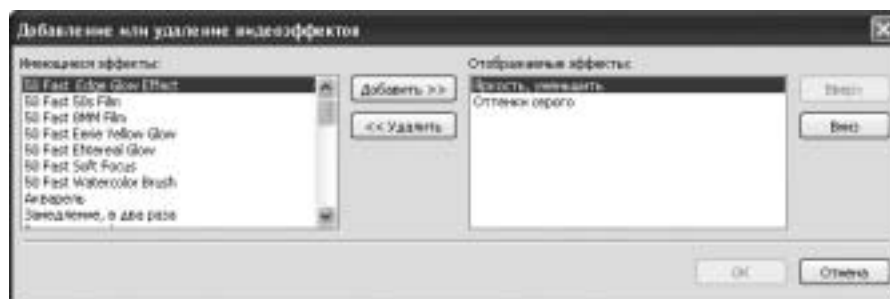 Добавление или удаление видеоэффектов
Имеющиеся эффекты:
50 Fast Edge Glow Effect
50 Fast 50s Film
50 Fast 8MM Film
50 Fast Eerie Yellow Glow
50 Fast Ethereal Glow
50 Fast Soft Focus
50 Fast Watercolor Brush
Акварель
Замедление, в два раза
Добавить >>
<< Удалить
Отображаемые эффекты:
Яркость, уменьшить
Оттенки серого
Вверх
Вниз
OK
Отмена